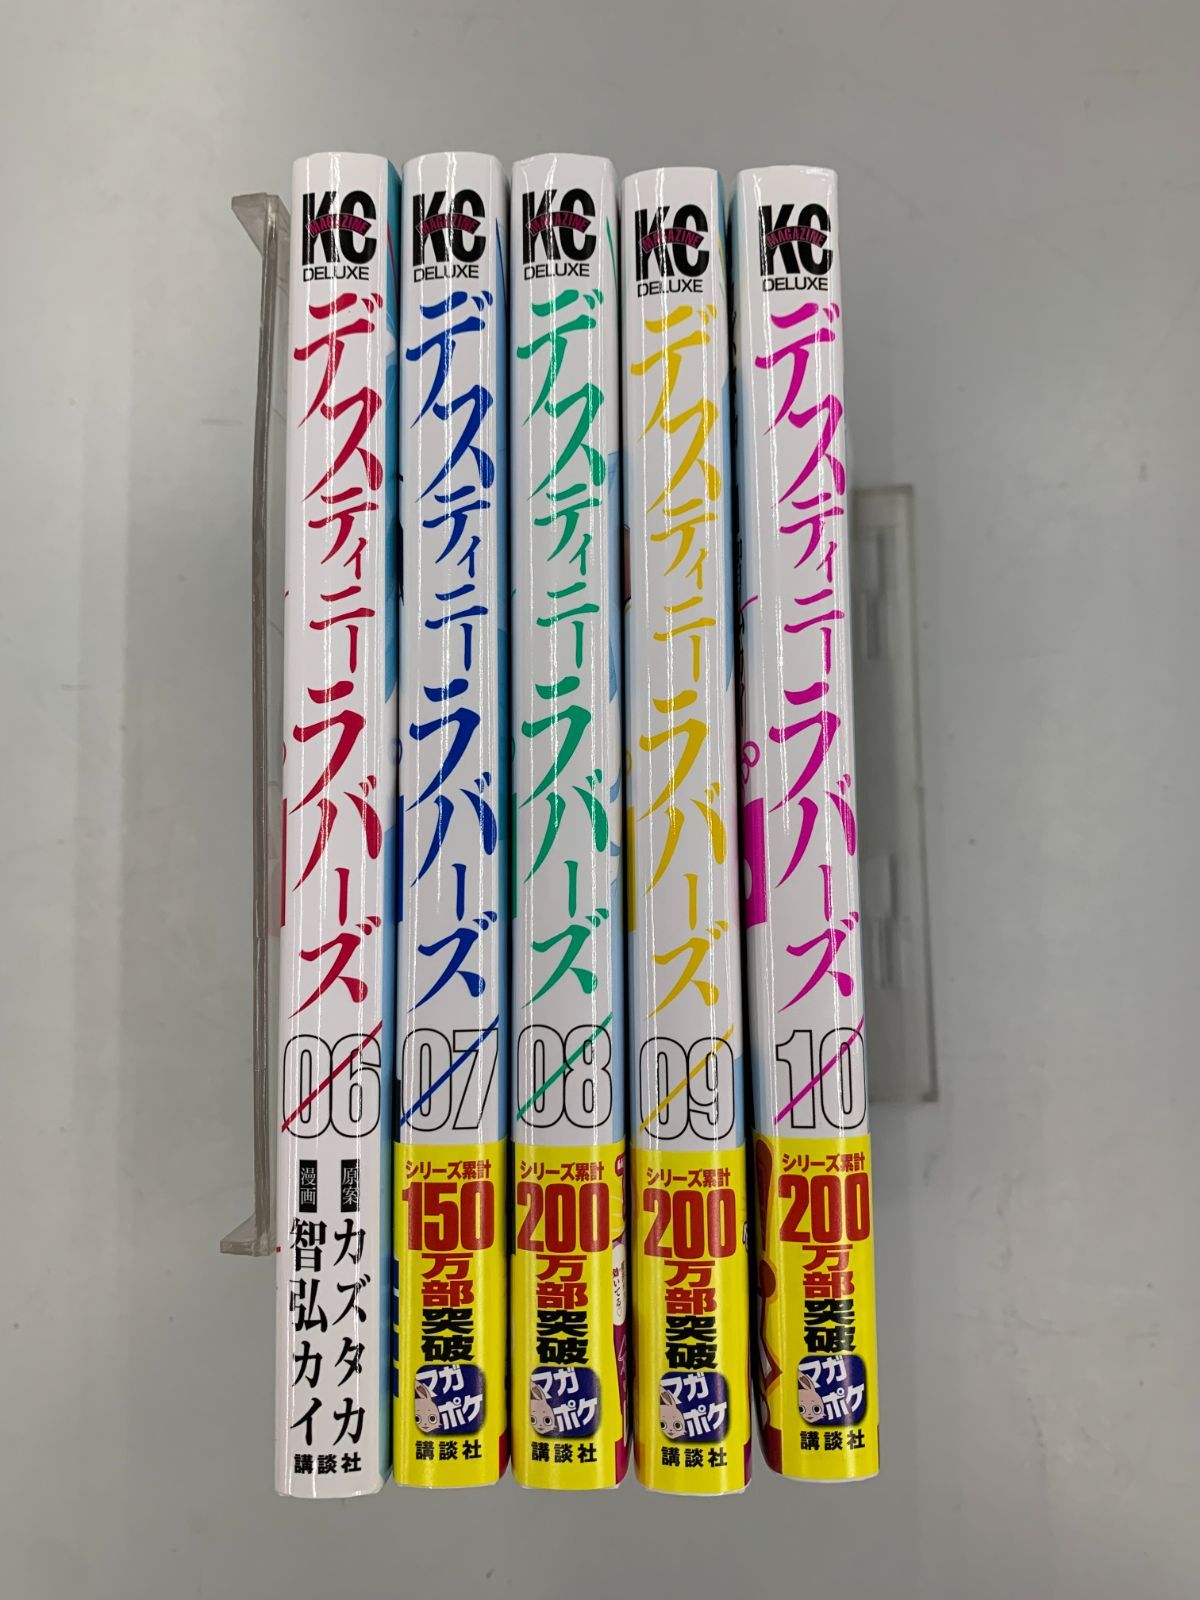 KC
MAGAZINE
DELUXE
デスティニーラバーズ
06
原案 カズタカ
漫画 智弘カイ
講談社
KC
MAGAZINE
DELUXE
デスティニーラバーズ
07
シリーズ累計
150
万部突破
マガポケ
講談社
KC
MAGAZINE
DELUXE
デスティニーラバーズ
08
シリーズ累計
200
万部突破
マガポケ
講談社
KC
MAGAZINE
DELUXE
デスティニーラバーズ
09
シリーズ累計
200
万部突破
マガポケ
講談社
KC
MAGAZINE
DELUXE
デスティニーラバーズ
10
シリーズ累計
200
万部突破
マガポケ
講談社